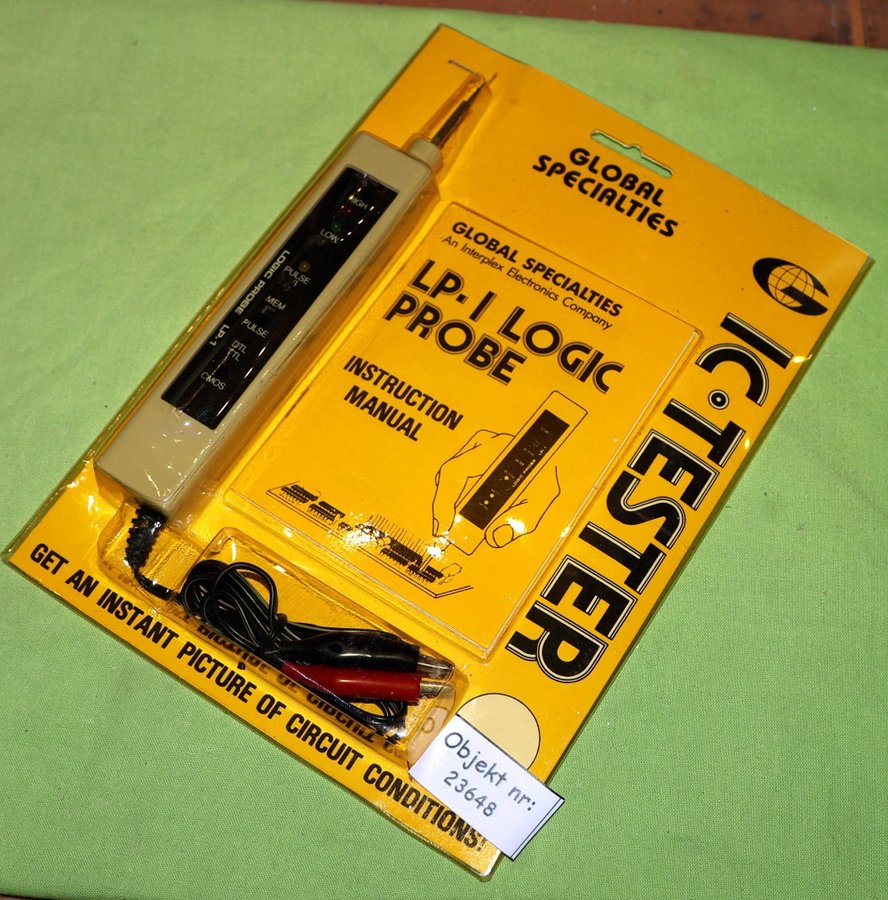 GLOBAL
SPECIALTIES
IC•TESTER
GLOBAL SPECIALTIES
An Interplex Electronics Company
LP-1 LOGIC
PROBE
INSTRUCTION
MANUAL
HIGH
LOW
PULSE
MEM
PULSE
DTL
TTL
CMOS
LOGIC PROBE LP-1
GET AN INSTANT PICTURE OF CIRCUIT CONDITIONS!
Objekt nr:
23648